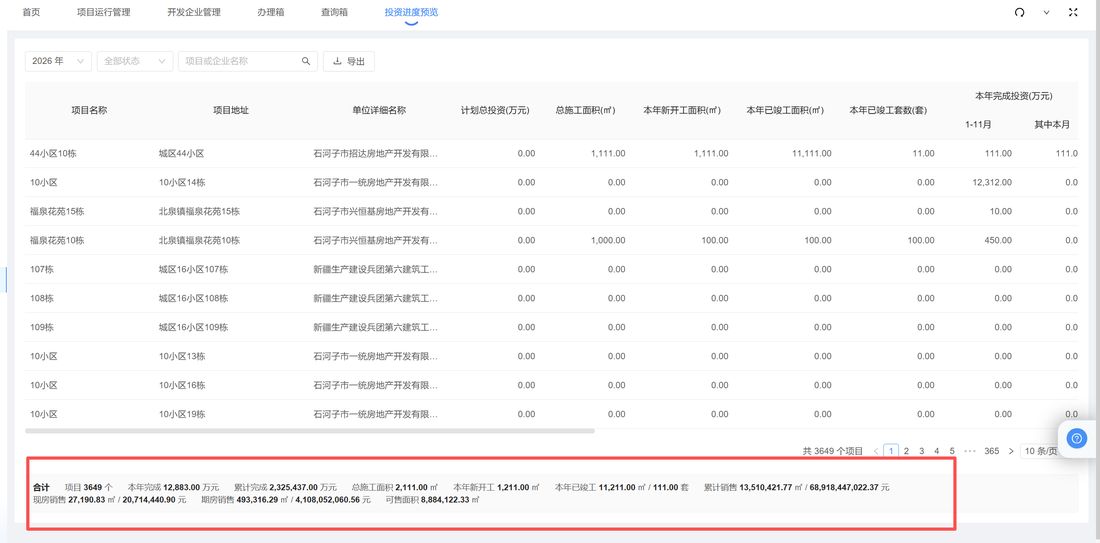 首页 项目运行管理 开发企业管理 办理箱 查询箱 投资进度预览
2026 年 全部状态 项目或企业名称 导出
本年完成投资(万元)
项目名称 项目地址 单位详细名称 计划总投资(万元) 总施工面积(㎡) 本年新开工面积(㎡) 本年已竣工面积(㎡) 本年已竣工套数(套)
1-11月 其中本月
44小区10栋 城区44小区 石河子市招达房地产开发有限... 0.00 1,111.00 1,111.00 11,111.00 11.00 111.00 111.0
10小区 10小区14栋 石河子市一统房地产开发有限... 0.00 0.00 0.00 0.00 0.00 12,312.00 0.0
福泉花苑15栋 北泉镇福泉花苑15栋 石河子市兴恒基房地产开发有... 0.00 0.00 0.00 0.00 0.00 10.00 0.0
福泉花苑10栋 北泉镇福泉花苑10栋 石河子市兴恒基房地产开发有... 0.00 1,000.00 100.00 100.00 100.00 450.00 0.0
107栋 城区16小区107栋 新疆生产建设兵团第六建筑工... 0.00 0.00 0.00 0.00 0.00 0.00 0.0
108栋 城区16小区108栋 新疆生产建设兵团第六建筑工... 0.00 0.00 0.00 0.00 0.00 0.00 0.0
109栋 城区16小区109栋 新疆生产建设兵团第六建筑工... 0.00 0.00 0.00 0.00 0.00 0.00 0.0
10小区 10小区13栋 石河子市一统房地产开发有限... 0.00 0.00 0.00 0.00 0.00 0.00 0.0
10小区 10小区16栋 石河子市一统房地产开发有限... 0.00 0.00 0.00 0.00 0.00 0.00 0.0
10小区 10小区19栋 石河子市一统房地产开发有限... 0.00 0.00 0.00 0.00 0.00 0.00 0.0
共 3649 个项目 < 1 2 3 4 5 ··· 365 > 10 条/页
合计 项目 3649 个 本年完成 12,883.00 万元 累计完成 2,325,437.00 万元 总施工面积 2,111.00 ㎡ 本年新开工 1,211.00 ㎡ 本年已竣工 11,211.00 ㎡ / 111.00 套 累计销售 13,510,421.77 ㎡ / 68,918,447,022.37 元
现房销售 27,190.83 ㎡ / 20,714,440.90 元 期房销售 493,316.29 ㎡ / 4,108,052,060.56 元 可售面积 8,884,122.33 ㎡